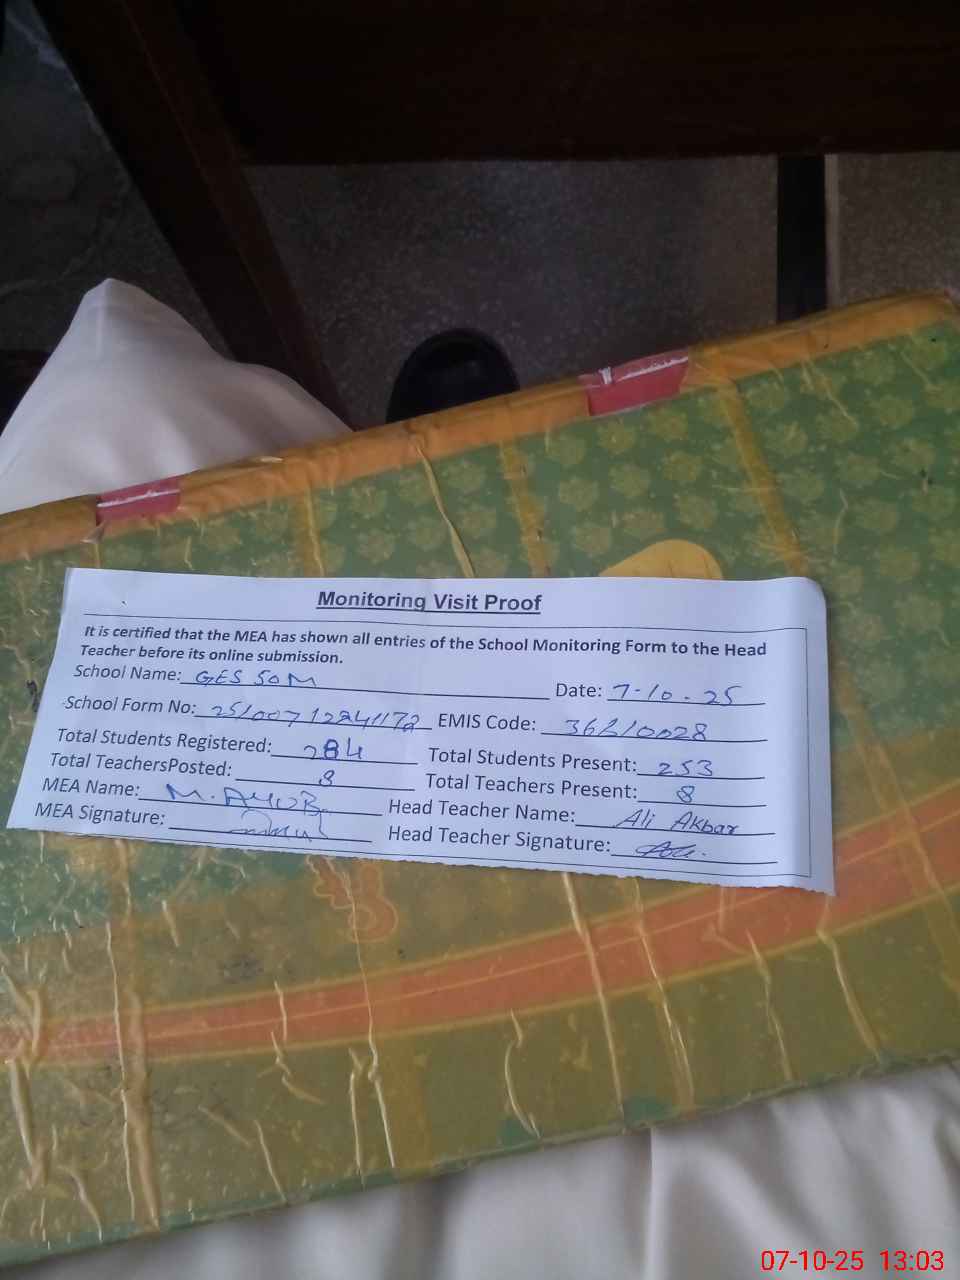 Monitoring Visit Proof
It is certified that the MEA has shown all entries of the School Monitoring Form to the Head
Teacher before its online submission.
School Name: GES SOM Date: 7-10-25
School Form No: EMIS Code:
Total Students Registered: 284 Total Students Present: 253
Total TeachersPosted: 8 Total Teachers Present: 8
MEA Name: M. AYUB Head Teacher Name: Ali Akbar
MEA Signature: Head Teacher Signature:
07-10-25 13:03